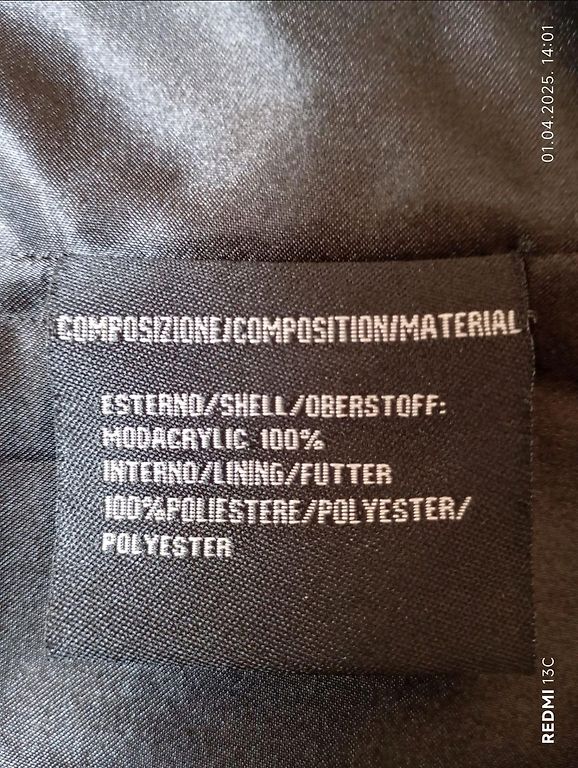 COMPOSIZIONE/COMPOSITION/MATERIAL
ESTERNO/SHELL/OBERSTOFF:
MODACRYLIC 100%
INTERNO/LINING/FUTTER
100%POLIESTERE/POLYESTER/
POLYESTER
01.04.2025. 14:01
REDMI 13C